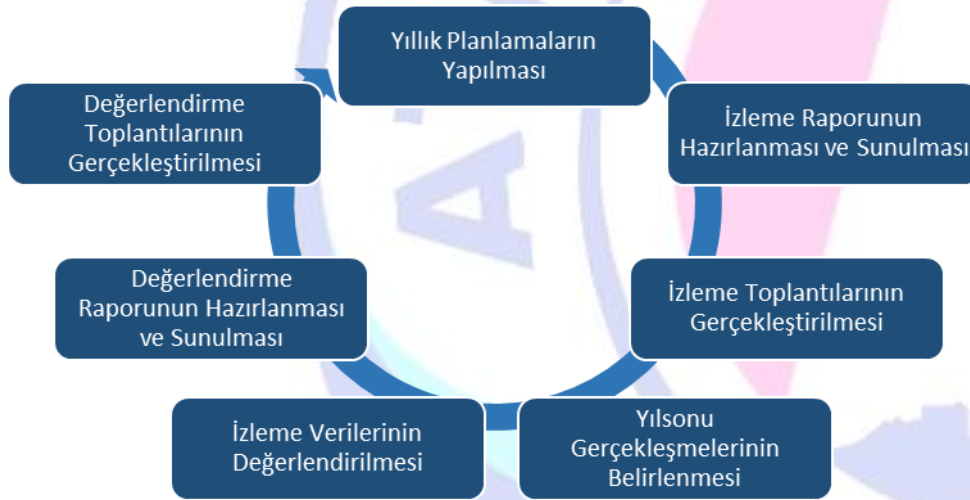 Yıllık Planlamaların
Yapılması
İzleme Raporunun
Hazırlanması ve Sunulması
İzleme Toplantılarının
Gerçekleştirilmesi
Yılsonu
Gerçekleşmelerinin
Belirlenmesi
İzleme Verilerinin
Değerlendirilmesi
Değerlendirme
Raporunun Hazırlanması
ve Sunulması
Değerlendirme
Toplantılarının
Gerçekleştirilmesi
A